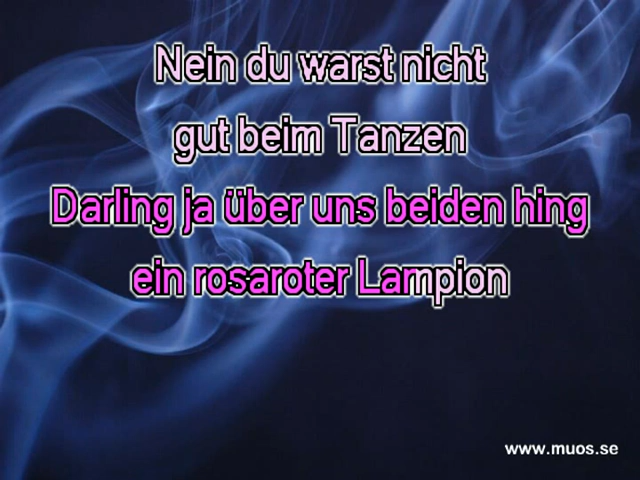 Nein du warst nicht
gut beim Tanzen
Darling ja über uns beiden hing
ein rosaroter Lampion
www.muos.se